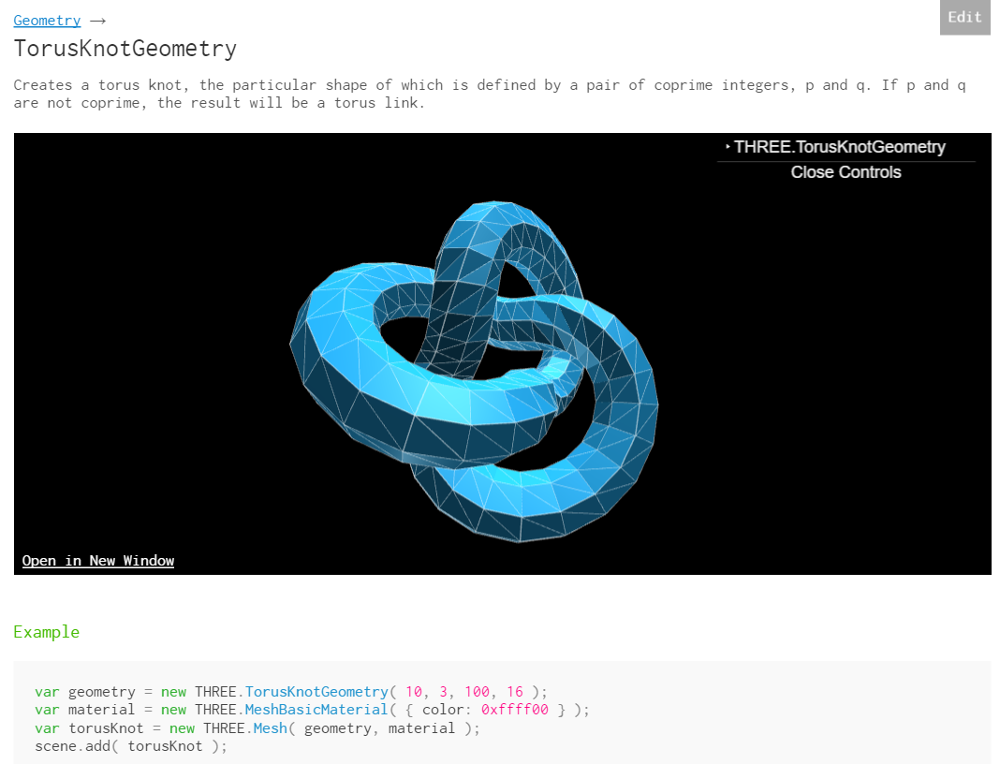 Geometry →
Edit
TorusKnotGeometry
Creates a torus knot, the particular shape of which is defined by a pair of coprime integers, p and q. If p and q
are not coprime, the result will be a torus link.
THREE.TorusKnotGeometry
Close Controls
Open in New Window
Example
var geometry = new THREE.TorusKnotGeometry( 10, 3, 100, 16 );
var material = new THREE.MeshBasicMaterial( { color: 0xffff00 } );
var torusKnot = new THREE.Mesh( geometry, material );
scene.add( torusKnot );